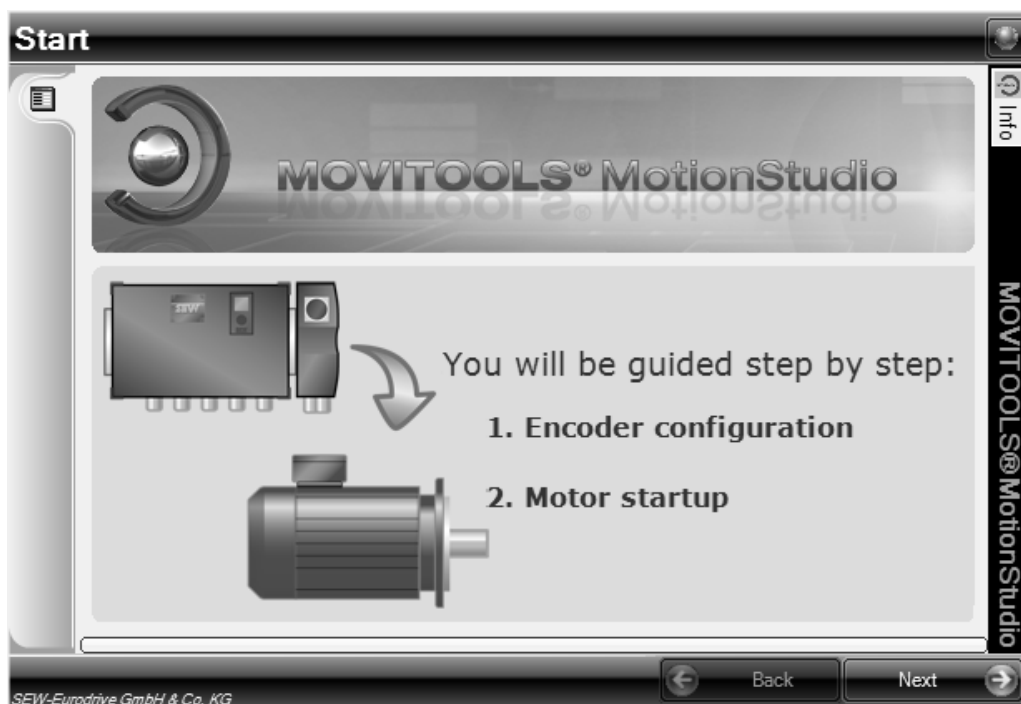 Start
MOVITOOLS® MotionStudio
SEW
You will be guided step by step:
1. Encoder configuration
2. Motor startup
Info
MOVITOOLS®MotionStudio
Back
Next
SEW-Eurodrive GmbH & Co. KG